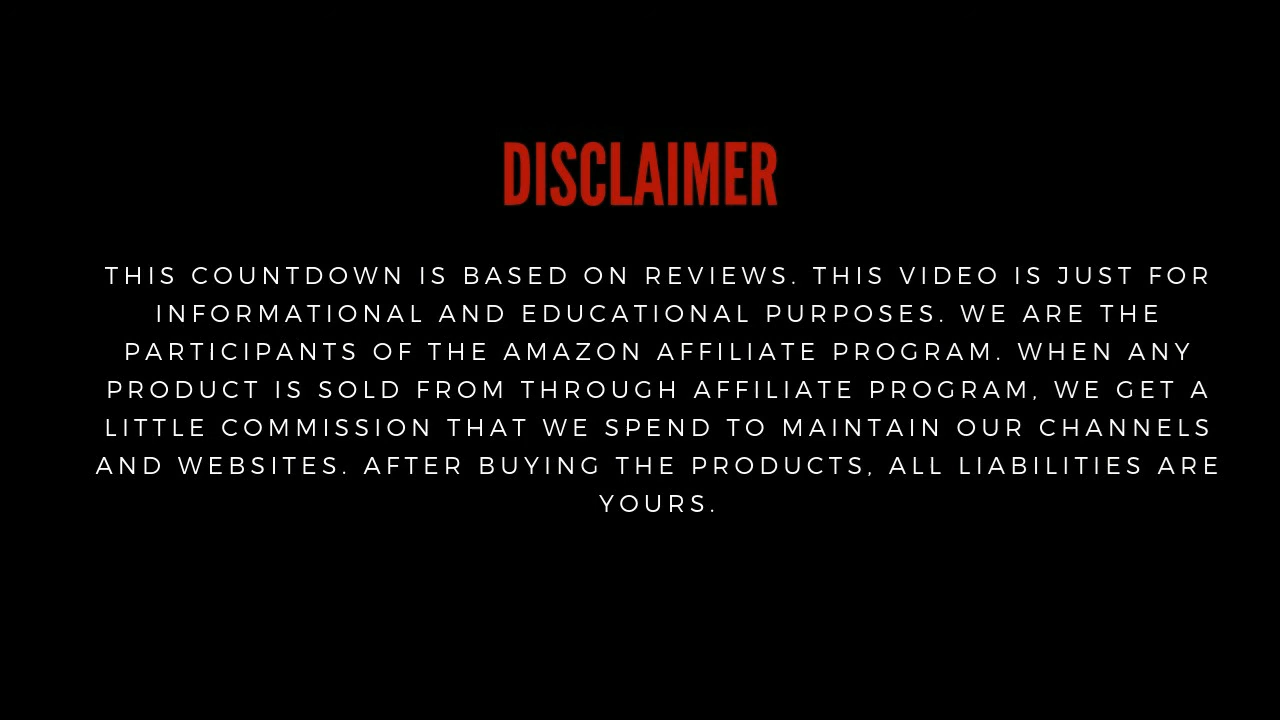 DISCLAIMER
THIS COUNTDOWN IS BASED ON REVIEWS. THIS VIDEO IS JUST FOR
INFORMATIONAL AND EDUCATIONAL PURPOSES. WE ARE THE
PARTICIPANTS OF THE AMAZON AFFILIATE PROGRAM. WHEN ANY
PRODUCT IS SOLD FROM THROUGH AFFILIATE PROGRAM, WE GET A
LITTLE COMMISSION THAT WE SPEND TO MAINTAIN OUR CHANNELS
AND WEBSITES. AFTER BUYING THE PRODUCTS, ALL LIABILITIES ARE
YOURS.